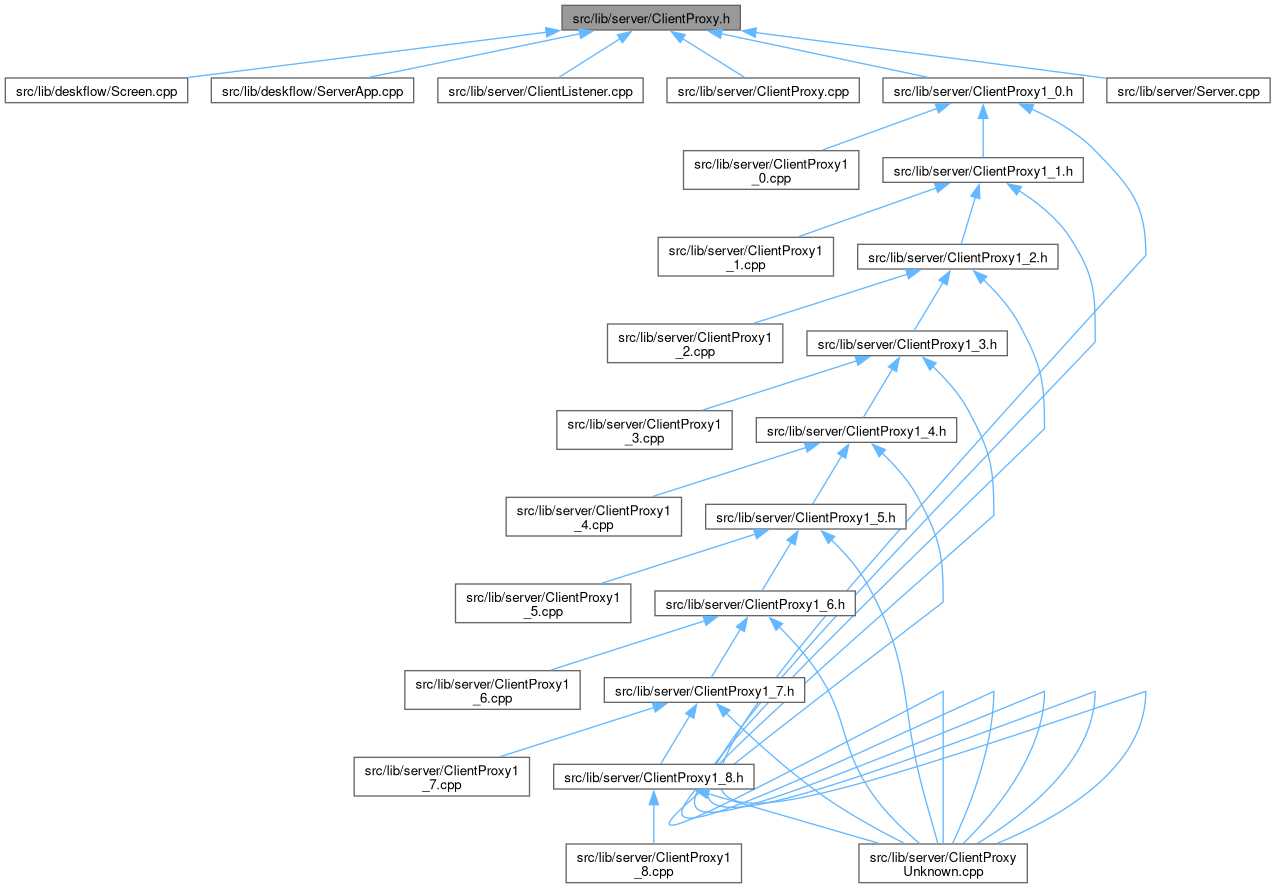 src/lib/server/ClientProxy.h
src/lib/deskflow/Screen.cpp
src/lib/deskflow/ServerApp.cpp
src/lib/server/ClientListener.cpp
src/lib/server/ClientProxy.cpp
src/lib/server/ClientProxy1_0.h
src/lib/server/Server.cpp
src/lib/server/ClientProxy1
_0.cpp
src/lib/server/ClientProxy1_1.h
src/lib/server/ClientProxy1
_1.cpp
src/lib/server/ClientProxy1_2.h
src/lib/server/ClientProxy1
_2.cpp
src/lib/server/ClientProxy1_3.h
src/lib/server/ClientProxy1
_3.cpp
src/lib/server/ClientProxy1_4.h
src/lib/server/ClientProxy1
_4.cpp
src/lib/server/ClientProxy1_5.h
src/lib/server/ClientProxy1
_5.cpp
src/lib/server/ClientProxy1_6.h
src/lib/server/ClientProxy1
_6.cpp
src/lib/server/ClientProxy1_7.h
src/lib/server/ClientProxy1
_7.cpp
src/lib/server/ClientProxy1_8.h
src/lib/server/ClientProxy1
_8.cpp
src/lib/server/ClientProxy
Unknown.cpp